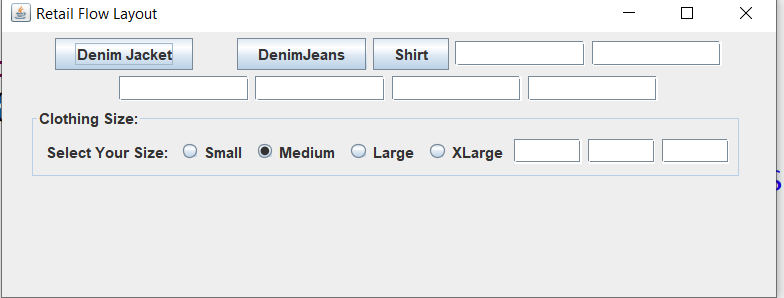 Retail Flow Layout
Denim Jacket DenimJeans Shirt
Clothing Size:
Select Your Size: Small Medium Large XLarge